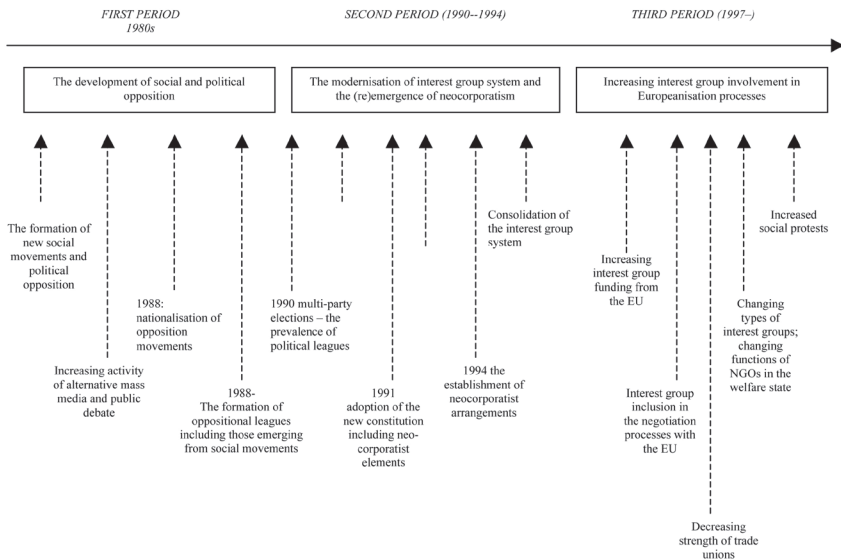 FIRST PERIOD
1980s
SECOND PERIOD (1990--1994)
THIRD PERIOD (1997–)
The development of social and political
opposition
The modernisation of interest group system and
the (re)emergence of neocorporatism
Increasing interest group involvement in
Europeanisation processes
The formation of
new social
movements and
political
opposition
Increasing activity
of alternative mass
media and public
debate
1988:
nationalisation of
opposition
movements
1988-
The formation of
oppositional leagues
including those emerging
from social movements
1990 multi-party
elections – the
prevalence of
political leagues
1991
adoption of the
new constitution
including neo-
corporatist
elements
1994 the
establishment of
neocorporatist
arrangements
Consolidation of
the interest group
system
Increasing
interest group
funding from
the EU
Interest group
inclusion in
the negotiation
processes with
the EU
Decreasing
strength of trade
unions
Changing
types of
interest groups;
changing
functions of
NGOs in the
welfare state
Increased
social protests